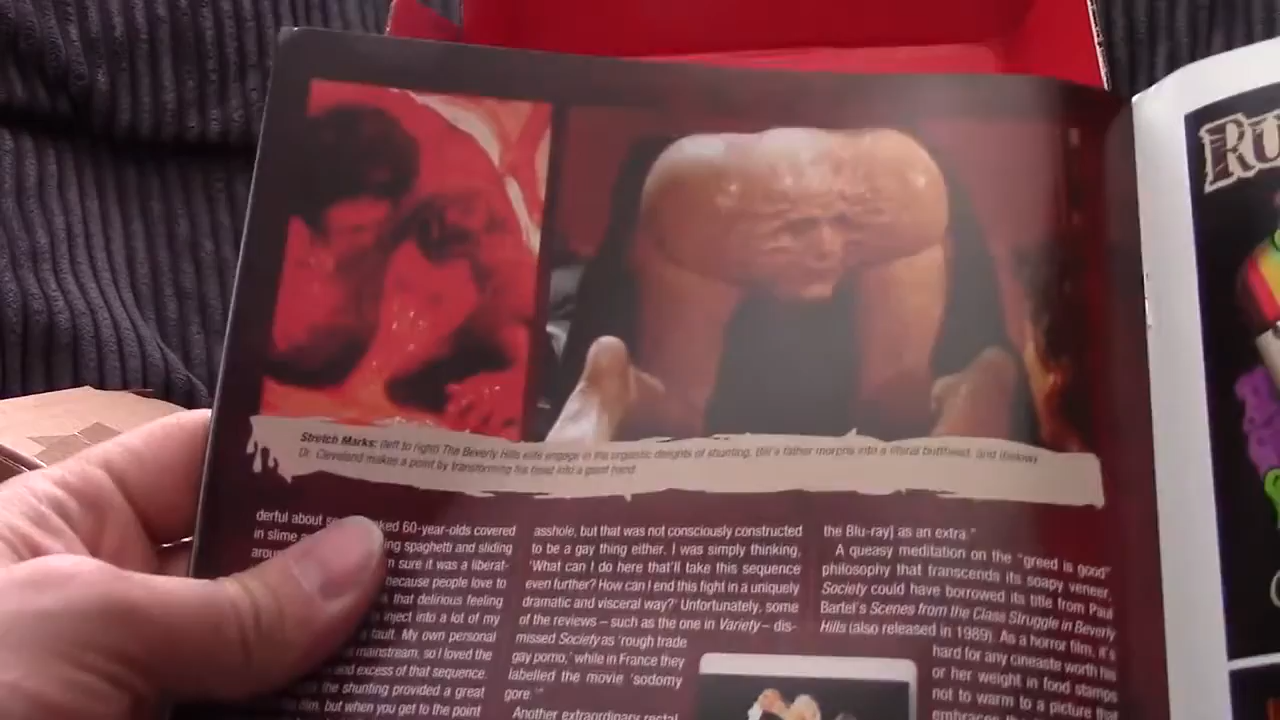 Stretch Marks: (left to right) The Beverly Hills elite engage in the orgiastic delights of shunting, Bill's father morphs into a literal butthead, and (below)
Dr. Cleveland makes a point by transforming his head into a giant hand
derful about ked 60-year-olds covered
in slime ing spaghetti and sliding
sure it was a liberat-
because people love to
that delirious feeling
inject into a lot of my
fault. My own personal
mainstream, so I loved the
and excess of that sequence.
the shunting provided a great
but when you get to the point
asshole, but that was not consciously constructed
to be a gay thing either. I was simply thinking,
'What can I do here that'll take this sequence
even further? How can I end this fight in a uniquely
dramatic and visceral way?' Unfortunately, some
of the reviews – such as the one in Variety – dis-
missed Society as 'rough trade
gay porno,' while in France they
labelled the movie 'sodomy
gore.'"
Another extraordinary rectal
the Blu-ray] as an extra."
A queasy meditation on the "greed is good"
philosophy that transcends its soapy veneer,
Society could have borrowed its title from Paul
Bartel's Scenes from the Class Struggle in Beverly
Hills (also released in 1989). As a horror film, it's
hard for any cineaste worth his
or her weight in food stamps
not to warm to a picture that
embraces
RU